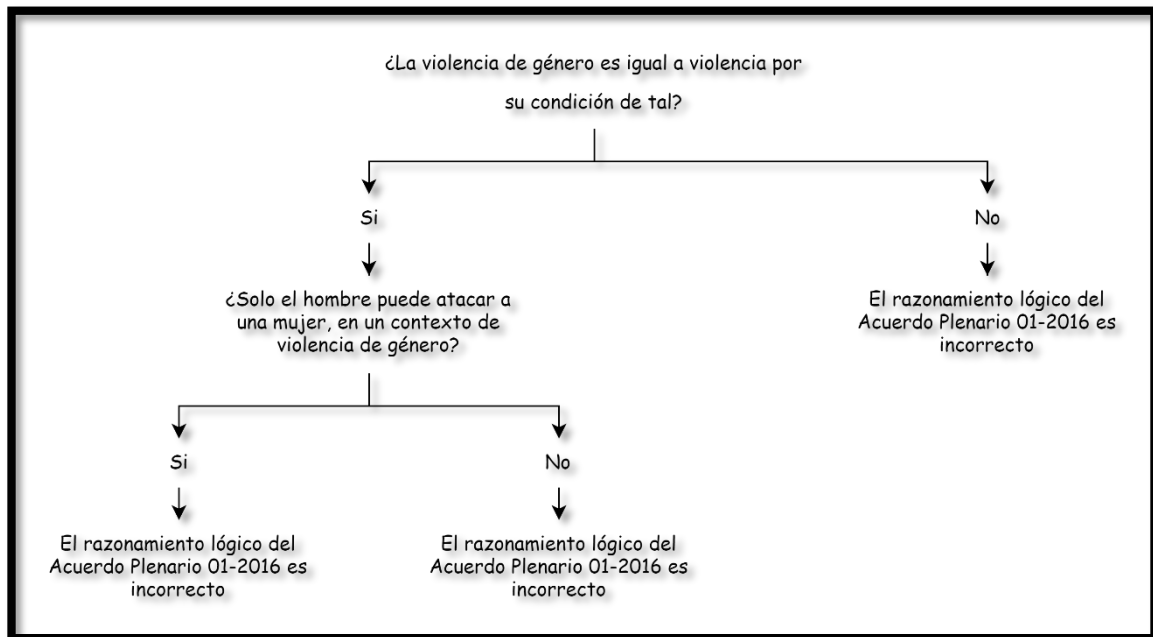 ¿La violencia de género es igual a violencia por
su condición de tal?
Si
No
¿Solo el hombre puede atacar a
una mujer, en un contexto de
violencia de género?
El razonamiento lógico del
Acuerdo Plenario 01-2016 es
incorrecto
Si
No
El razonamiento lógico del
Acuerdo Plenario 01-2016 es
incorrecto
El razonamiento lógico del
Acuerdo Plenario 01-2016 es
incorrecto